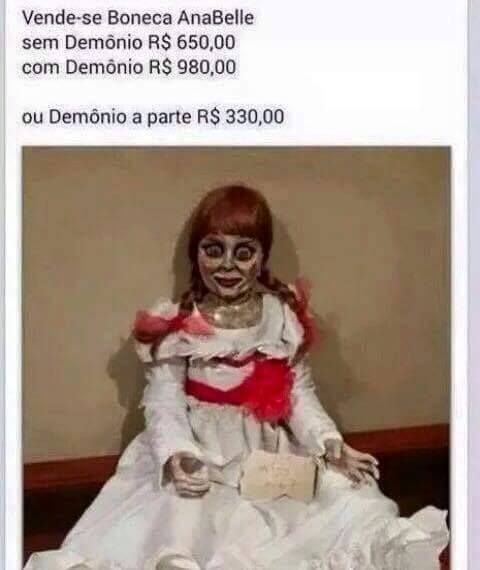 Vende-se Boneca AnaBelle
sem Demônio R$ 650,00
com Demônio R$ 980,00
ou Demônio a parte R$ 330,00